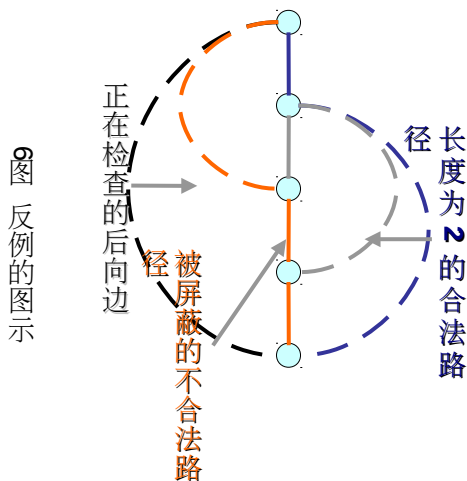 长度为 2 的合法路
径
被屏蔽的不合法路
径
正在检查的后向边
图6 反例的图示